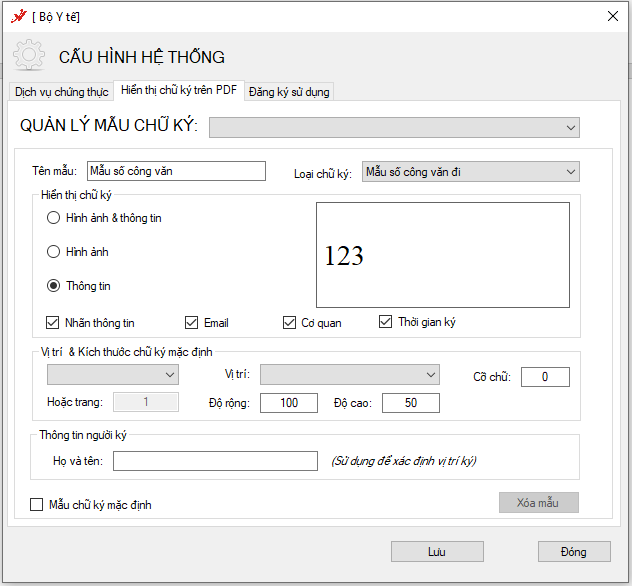 [ Bộ Y tế]
CẤU HÌNH HỆ THỐNG
Dịch vụ chứng thực Hiển thị chữ ký trên PDF Đăng ký sử dụng
QUẢN LÝ MẪU CHỮ KÝ:
Tên mẫu: Mẫu số công văn Loại chữ ký: Mẫu số công văn đi
Hiển thị chữ ký
Hình ảnh & thông tin
Hình ảnh
123
Thông tin
Nhãn thông tin Email Cơ quan Thời gian ký
Vị trí & Kích thước chữ ký mặc định
Vị trí: Cỡ chữ: 0
Hoặc trang: 1 Độ rộng: 100 Độ cao: 50
Thông tin người ký
Họ và tên: (Sử dụng để xác định vị trí ký)
Mẫu chữ ký mặc định Xóa mẫu
Lưu Đóng